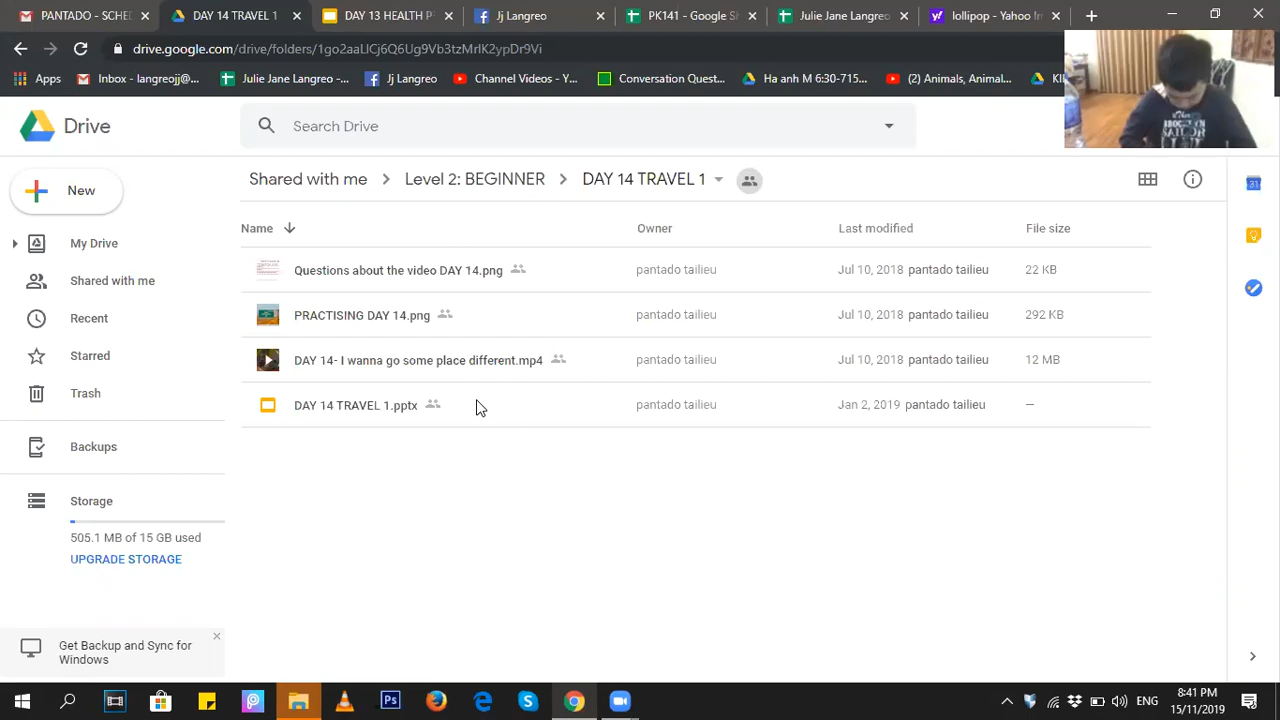 PANTADO - SCHED
DAY 14 TRAVEL 1
DAY 13 HEALTH P
Jj Langreo
PK141 - Google S
Julie Jane Langreo
lollipop - Yahoo In
drive.google.com/drive/folders/1go2aaLlCj6Q6Ug9Vb3tzMrIK2ypDr9Vi
Apps
Inbox - langreojj@...
Julie Jane Langreo...
Jj Langreo
Channel Videos - Y...
Conversation Quest...
Ha anh M 6:30-715...
(2) Animals, Animal...
Drive
Search Drive
SAILOR
New
Shared with me
Level 2: BEGINNER
DAY 14 TRAVEL 1
31
My Drive
Shared with me
Recent
Starred
Trash
Backups
Storage
505.1 MB of 15 GB used
UPGRADE STORAGE
Get Backup and Sync for
Windows
Name Owner Last modified File size
Questions about the video DAY 14.png pantado tailieu Jul 10, 2018 pantado tailieu 22 KB
PRACTISING DAY 14.png pantado tailieu Jul 10, 2018 pantado tailieu 292 KB
DAY 14- I wanna go some place different.mp4 pantado tailieu Jul 10, 2018 pantado tailieu 12 MB
DAY 14 TRAVEL 1.pptx pantado tailieu Jan 2, 2019 pantado tailieu —
Ps
ENG
8:41 PM
15/11/2019